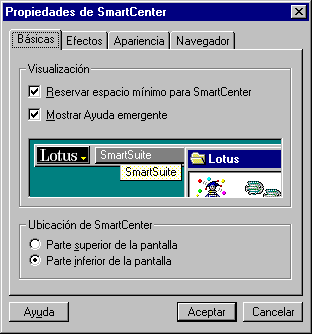 Propiedades de SmartCenter
Básicas Efectos Apariencia Navegador
Visualización
Reservar espacio mínimo para SmartCenter
Mostrar Ayuda emergente
Lotus SmartSuite Lotus
SmartSuite
Ubicación de SmartCenter
Parte superior de la pantalla
Parte inferior de la pantalla
Ayuda Aceptar Cancelar